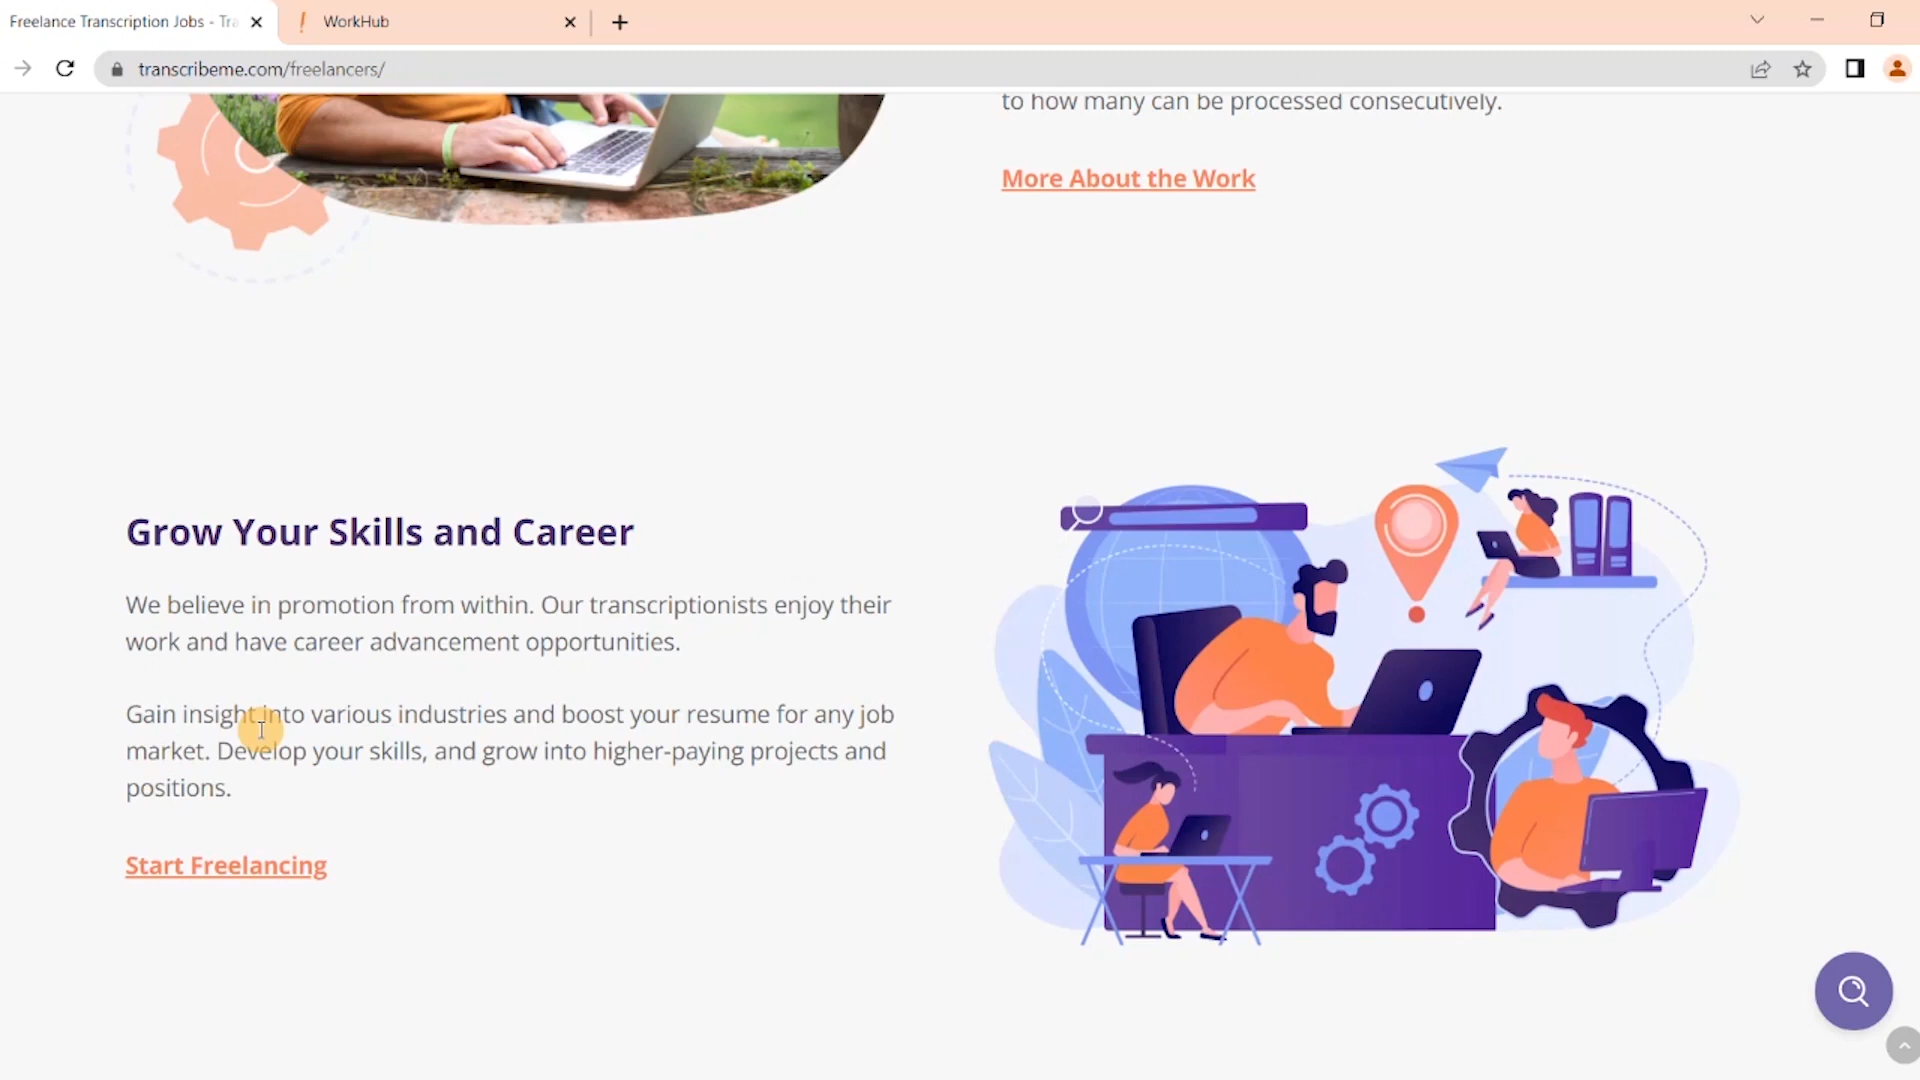 Freelance Transcription Jobs - Tra
WorkHub
transcribeme.com/freelancers/
to how many can be processed consecutively.
More About the Work
Grow Your Skills and Career
We believe in promotion from within. Our transcriptionists enjoy their
work and have career advancement opportunities.
Gain insight into various industries and boost your resume for any job
market. Develop your skills, and grow into higher-paying projects and
positions.
Start Freelancing